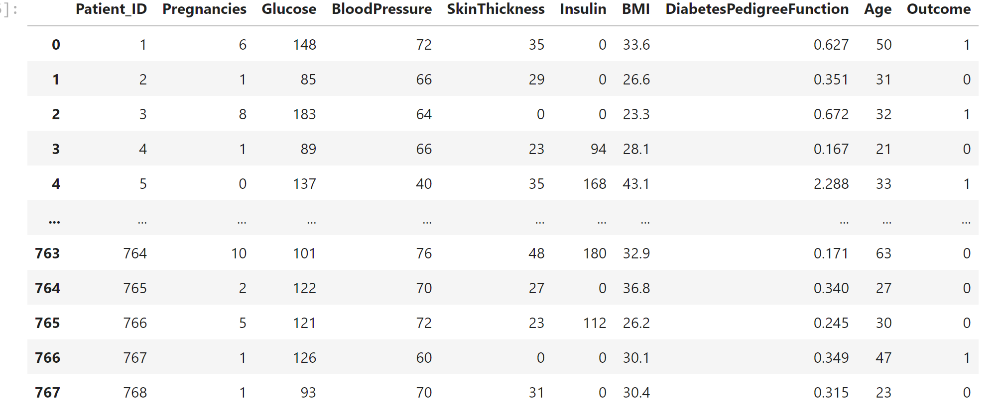 ]: Patient_ID Pregnancies Glucose BloodPressure SkinThickness Insulin BMI DiabetesPedigreeFunction Age Outcome
0 1 6 148 72 35 0 33.6 0.627 50 1
1 2 1 85 66 29 0 26.6 0.351 31 0
2 3 8 183 64 0 0 23.3 0.672 32 1
3 4 1 89 66 23 94 28.1 0.167 21 0
4 5 0 137 40 35 168 43.1 2.288 33 1
... ... ... ... ... ... ... ... ... ... ...
763 764 10 101 76 48 180 32.9 0.171 63 0
764 765 2 122 70 27 0 36.8 0.340 27 0
765 766 5 121 72 23 112 26.2 0.245 30 0
766 767 1 126 60 0 0 30.1 0.349 47 1
767 768 1 93 70 31 0 30.4 0.315 23 0